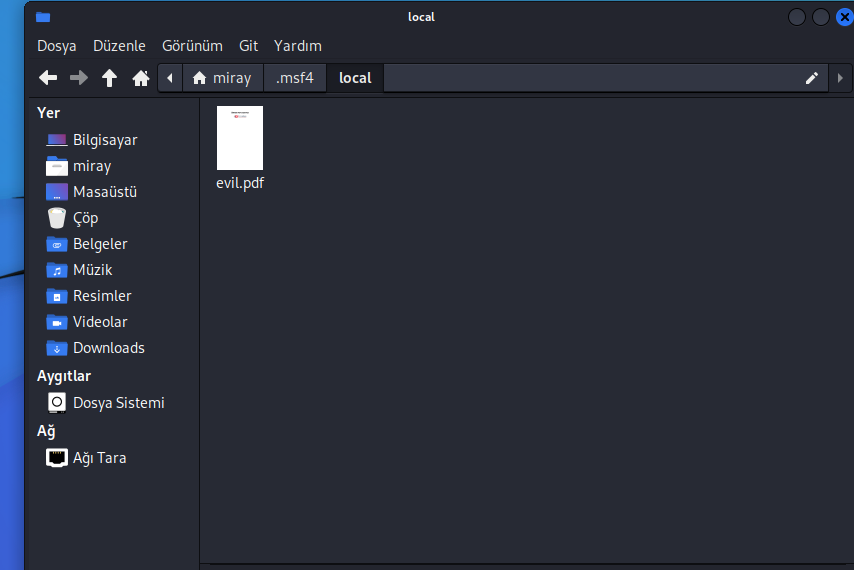 local
Dosya Düzenle Görünüm Git Yardım
miray .msf4 local
Yer
Bilgisayar
miray
Masaüstü
Çöp
Belgeler
Müzik
Resimler
Videolar
Downloads
Aygıtlar
Dosya Sistemi
Ağ
Ağı Tara
evil.pdf